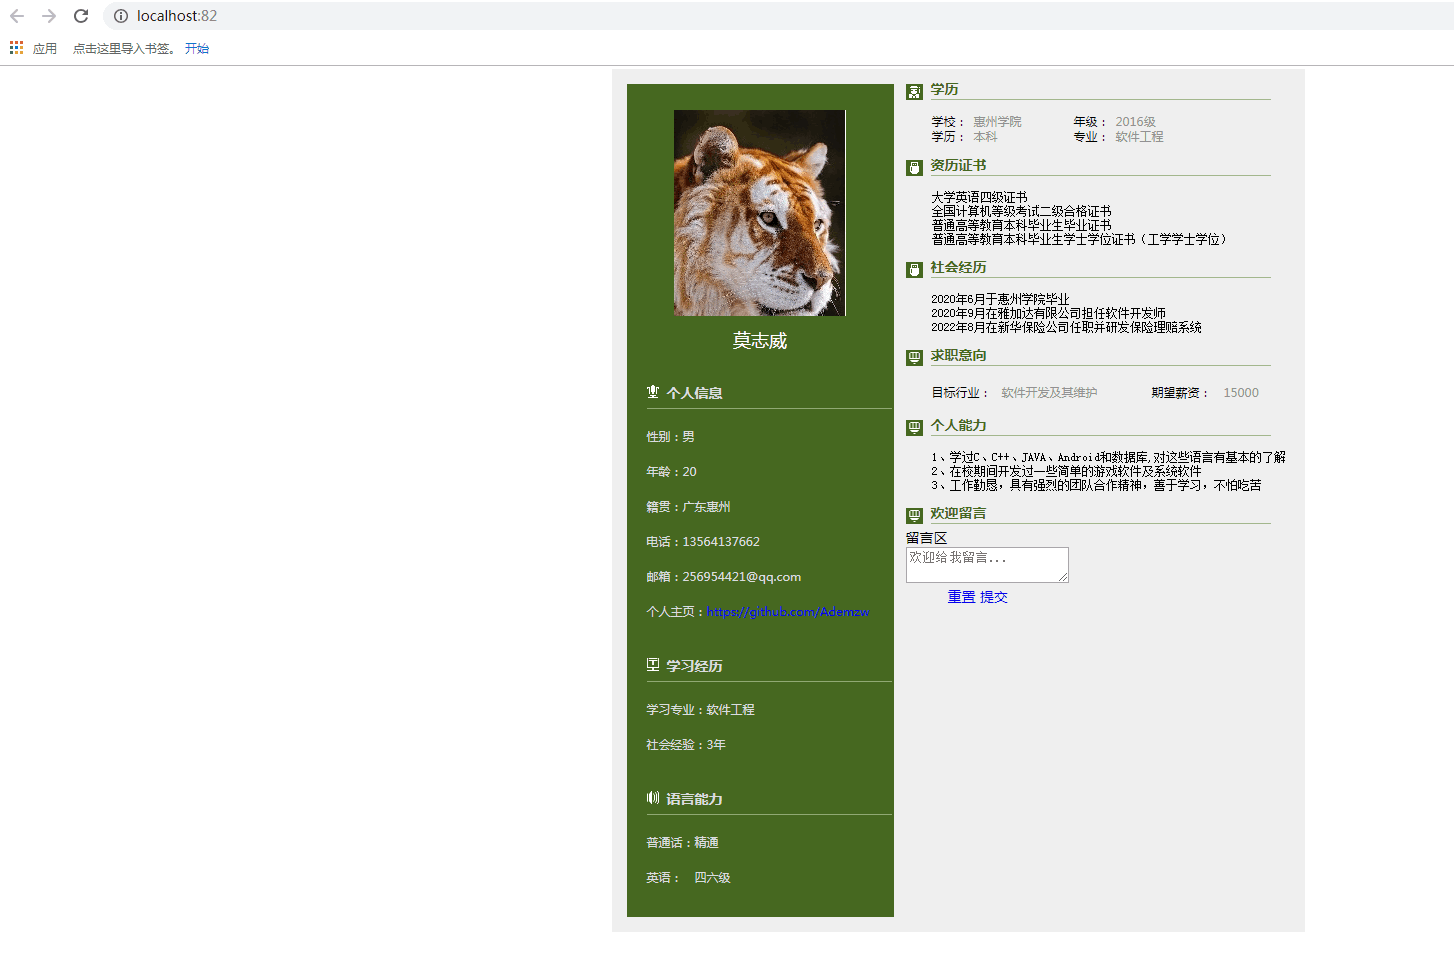 localhost:82
应用 点击这里导入书签。 开始
莫志威
个人信息
性别：男
年龄：20
籍贯：广东惠州
电话：13564137662
邮箱：256954421@qq.com
个人主页：https://github.com/Ademzw
学习经历
学习专业：软件工程
社会经验：3年
语言能力
普通话：精通
英语： 四六级
学历
学校： 惠州学院 年级： 2016级
学历： 本科 专业： 软件工程
资历证书
大学英语四级证书
全国计算机等级考试二级合格证书
普通高等教育本科毕业生毕业证书
普通高等教育本科毕业生学士学位证书（工学学士学位）
社会经历
2020年6月于惠州学院毕业
2020年9月在雅加达有限公司担任软件开发师
2022年8月在新华保险公司任职并研发保险理赔系统
求职意向
目标行业： 软件开发及其维护 期望薪资： 15000
个人能力
1、学过C、C++、JAVA、Android和数据库,对这些语言有基本的了解
2、在校期间开发过一些简单的游戏软件及系统软件
3、工作勤恳，具有强烈的团队合作精神，善于学习，不怕吃苦
欢迎留言
留言区
欢迎给我留言...
重置 提交